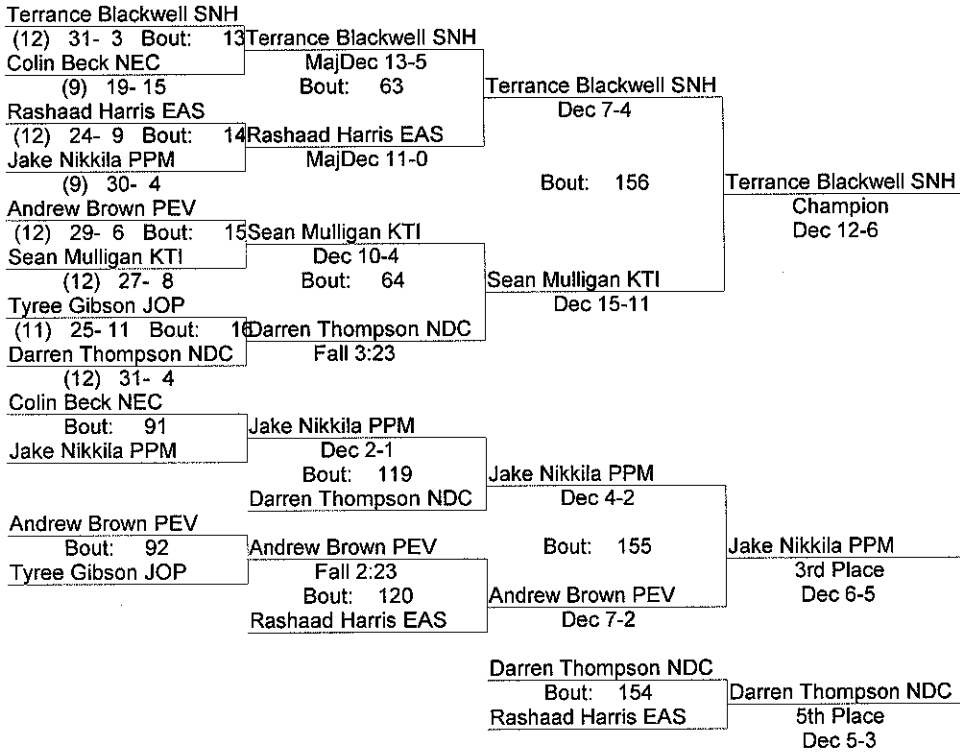 Terrance Blackwell SNH
(12) 31- 3 Bout: 13
Colin Beck NEC
(9) 19- 15
Rashaad Harris EAS
(12) 24- 9 Bout: 14
Jake Nikkila PPM
(9) 30- 4
Andrew Brown PEV
(12) 29- 6 Bout: 15
Sean Mulligan KTI
(12) 27- 8
Tyree Gibson JOP
(11) 25- 11 Bout: 16
Darren Thompson NDC
(12) 31- 4
Terrance Blackwell SNH
MajDec 13-5
Bout: 63
Rashaad Harris EAS
MajDec 11-0
Sean Mulligan KTI
Dec 10-4
Bout: 64
Darren Thompson NDC
Fall 3:23
Terrance Blackwell SNH
Dec 7-4
Bout: 156
Sean Mulligan KTI
Dec 15-11
Terrance Blackwell SNH
Champion
Dec 12-6
Colin Beck NEC
Bout: 91
Jake Nikkila PPM
Andrew Brown PEV
Bout: 92
Tyree Gibson JOP
Jake Nikkila PPM
Dec 2-1
Bout: 119
Darren Thompson NDC
Andrew Brown PEV
Fall 2:23
Bout: 120
Rashaad Harris EAS
Jake Nikkila PPM
Dec 4-2
Bout: 155
Andrew Brown PEV
Dec 7-2
Jake Nikkila PPM
3rd Place
Dec 6-5
Darren Thompson NDC
Bout: 154
Rashaad Harris EAS
Darren Thompson NDC
5th Place
Dec 5-3